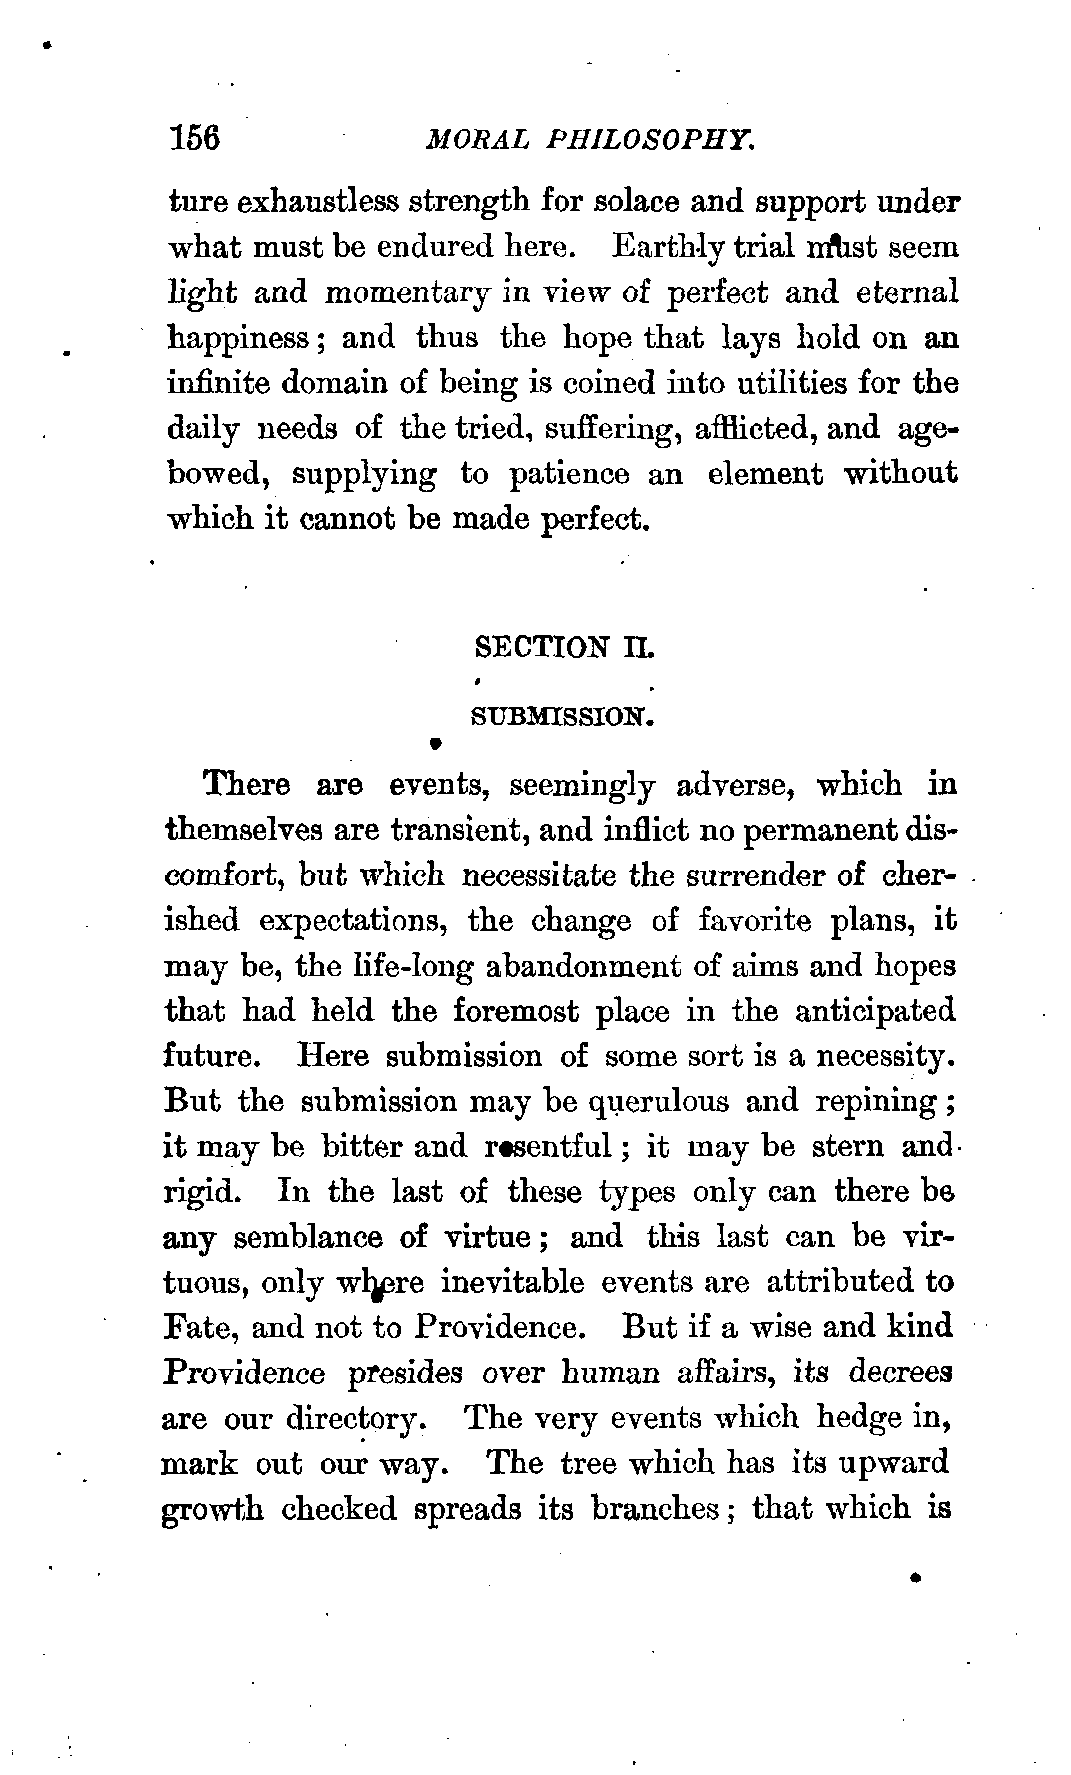 156 MORAL PHILOSOPHY.
ture exhaustless strength for solace and support under
what must be endured here. Earthly trial must seem
light and momentary in view of perfect and eternal
happiness; and thus the hope that lays hold on an
infinite domain of being is coined into utilities for the
daily needs of the tried, suffering, afflicted, and age-
bowed, supplying to patience an element without
which it cannot be made perfect.
SECTION II.
SUBMISSION.
There are events, seemingly adverse, which in
themselves are transient, and inflict no permanent dis-
comfort, but which necessitate the surrender of cher-
ished expectations, the change of favorite plans, it
may be, the life-long abandonment of aims and hopes
that had held the foremost place in the anticipated
future. Here submission of some sort is a necessity.
But the submission may be querulous and repining;
it may be bitter and resentful; it may be stern and
rigid. In the last of these types only can there be
any semblance of virtue; and this last can be vir-
tuous, only where inevitable events are attributed to
Fate, and not to Providence. But if a wise and kind
Providence presides over human affairs, its decrees
are our directory. The very events which hedge in,
mark out our way. The tree which has its upward
growth checked spreads its branches; that which is